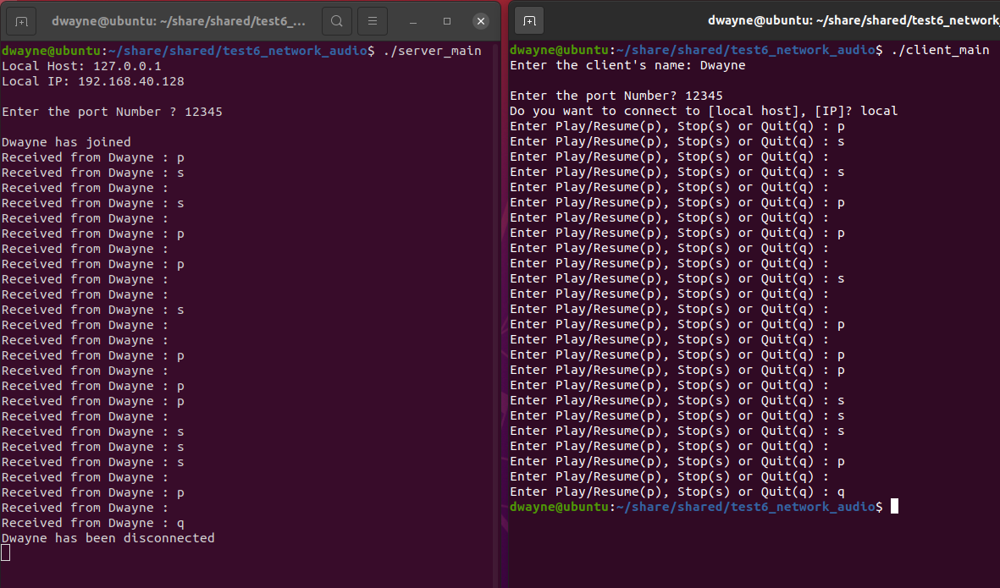 dwayne@ubuntu: ~/share/shared/test6_...
dwayne@ubuntu:~/share/shared/test6_network_audio$ ./server_main
Local Host: 127.0.0.1
Local IP: 192.168.40.128
Enter the port Number ? 12345
Dwayne has joined
Received from Dwayne : p
Received from Dwayne : s
Received from Dwayne :
Received from Dwayne : s
Received from Dwayne :
Received from Dwayne : p
Received from Dwayne :
Received from Dwayne : p
Received from Dwayne :
Received from Dwayne :
Received from Dwayne : s
Received from Dwayne :
Received from Dwayne :
Received from Dwayne : p
Received from Dwayne :
Received from Dwayne : p
Received from Dwayne : p
Received from Dwayne :
Received from Dwayne : s
Received from Dwayne : s
Received from Dwayne : s
Received from Dwayne :
Received from Dwayne : p
Received from Dwayne :
Received from Dwayne : q
Dwayne has been disconnected
dwayne@ubuntu: ~/share/shared/test6_network
dwayne@ubuntu:~/share/shared/test6_network_audio$ ./client_main
Enter the client's name: Dwayne
Enter the port Number? 12345
Do you want to connect to [local host], [IP]? local
Enter Play/Resume(p), Stop(s) or Quit(q) : p
Enter Play/Resume(p), Stop(s) or Quit(q) : s
Enter Play/Resume(p), Stop(s) or Quit(q) :
Enter Play/Resume(p), Stop(s) or Quit(q) : s
Enter Play/Resume(p), Stop(s) or Quit(q) :
Enter Play/Resume(p), Stop(s) or Quit(q) : p
Enter Play/Resume(p), Stop(s) or Quit(q) :
Enter Play/Resume(p), Stop(s) or Quit(q) : p
Enter Play/Resume(p), Stop(s) or Quit(q) :
Enter Play/Resume(p), Stop(s) or Quit(q) :
Enter Play/Resume(p), Stop(s) or Quit(q) : s
Enter Play/Resume(p), Stop(s) or Quit(q) :
Enter Play/Resume(p), Stop(s) or Quit(q) :
Enter Play/Resume(p), Stop(s) or Quit(q) : p
Enter Play/Resume(p), Stop(s) or Quit(q) :
Enter Play/Resume(p), Stop(s) or Quit(q) : p
Enter Play/Resume(p), Stop(s) or Quit(q) : p
Enter Play/Resume(p), Stop(s) or Quit(q) :
Enter Play/Resume(p), Stop(s) or Quit(q) : s
Enter Play/Resume(p), Stop(s) or Quit(q) : s
Enter Play/Resume(p), Stop(s) or Quit(q) : s
Enter Play/Resume(p), Stop(s) or Quit(q) :
Enter Play/Resume(p), Stop(s) or Quit(q) : p
Enter Play/Resume(p), Stop(s) or Quit(q) :
Enter Play/Resume(p), Stop(s) or Quit(q) : q
dwayne@ubuntu:~/share/shared/test6_network_audio$